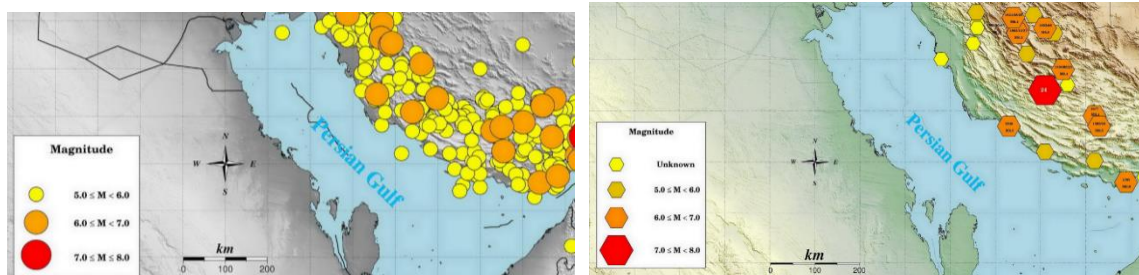 Persian Gulf
N
W E
S
Magnitude
5.0 ≤ M < 6.0
6.0 ≤ M < 7.0
7.0 ≤ M ≤ 8.0
km
0 100 200
Persian Gulf
N
W E
S
Magnitude
Unknown
5.0 ≤ M < 6.0
6.0 ≤ M < 7.0
7.0 ≤ M < 8.0
km
0 100 200